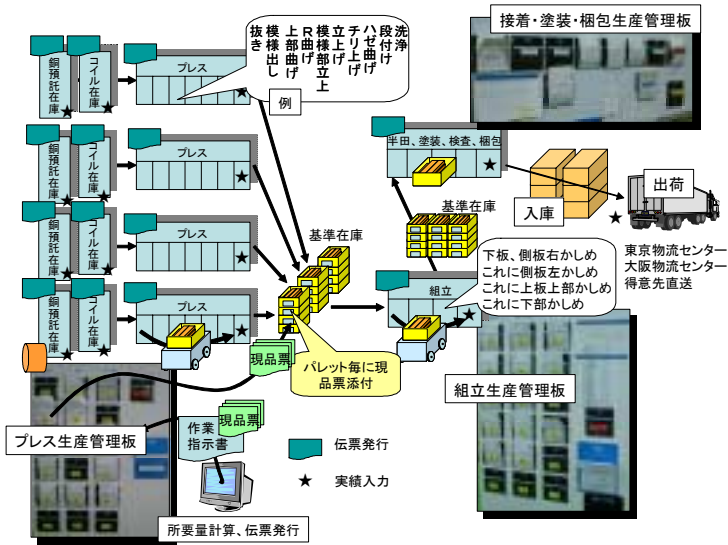 銅預託在庫
コイル在庫
プレス
抜き
模様出し
上部曲げ
R曲げ
模様部立上
立上げ
チリ上げ
ハゼ曲げ
段付け
洗浄
例
接着・塗装・梱包生産管理板
銅預託在庫
コイル在庫
プレス
半田、塗装、検査、梱包
入庫
出荷
東京物流センター
大阪物流センター
得意先直送
銅預託在庫
コイル在庫
プレス
基準在庫
基準在庫
下板、側板右かしめ
これに側板左かしめ
これに上板上部かしめ
これに下部かしめ
銅預託在庫
コイル在庫
プレス
組立
現品票
パレット毎に現
品票添付
組立生産管理板
プレス生産管理板
作業
指示書
現品票
伝票発行
実績入力
所要量計算、伝票発行